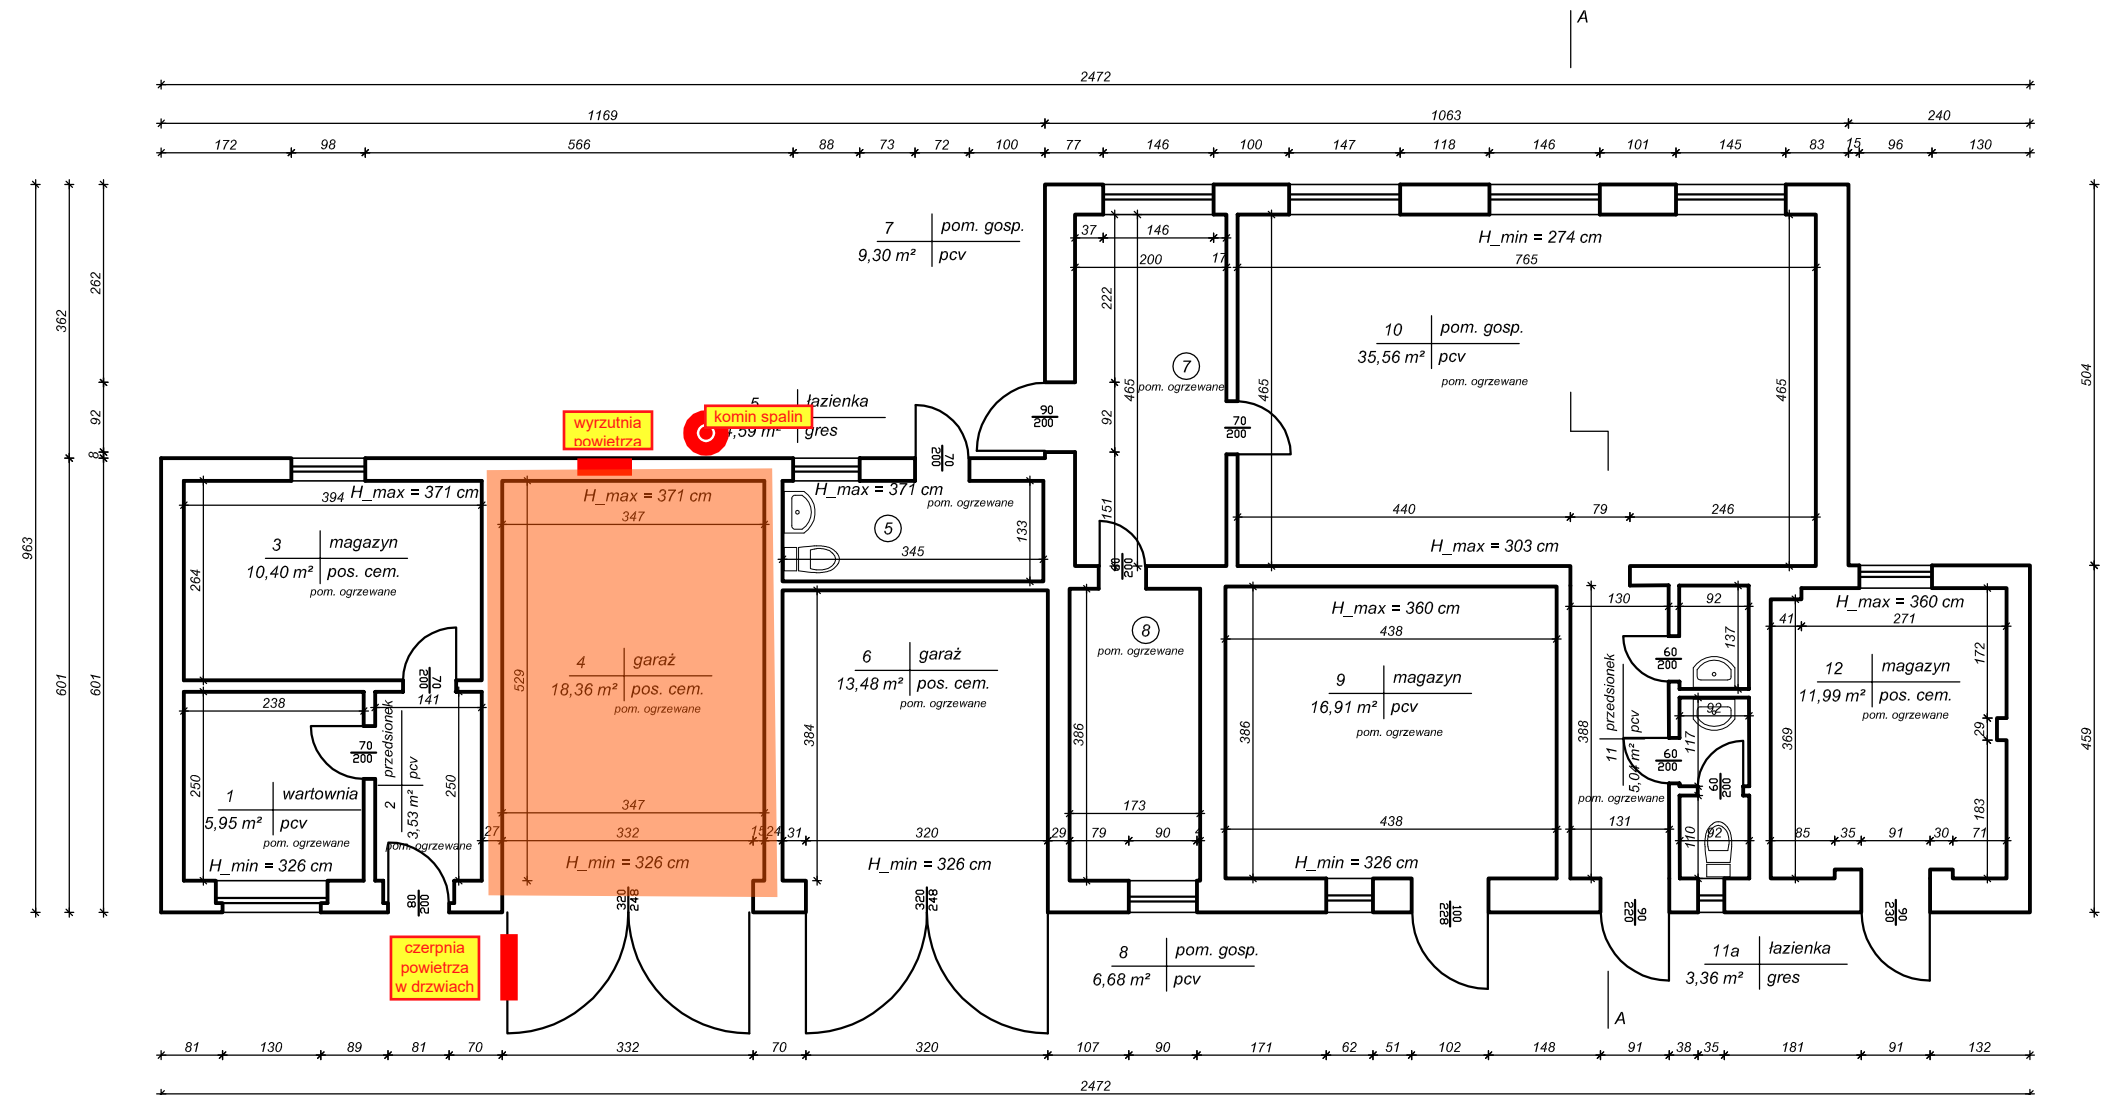 A
2472
1169
1063
240
172
98
566
88
73
72
100
77
146
100
147
118
146
101
145
83
15
96
130
963
362
601
262
92
8
601
504
459
7
pom. gosp.
9,30 m²
pcv
37
146
200
17
222
465
92
151
7
pom. ogrzewane
90
200
70
200
H_min = 274 cm
765
465
10
pom. gosp.
35,56 m²
pcv
pom. ogrzewane
465
440
79
246
H_max = 303 cm
wyrzutnia
powietrza
komin spalin
5
łazienka
4,59 m²
gres
70
200
H_max = 371 cm
394
264
3
magazyn
10,40 m²
pos. cem.
pom. ogrzewane
70
200
H_max = 371 cm
347
529
4
garaż
18,36 m²
pos. cem.
pom. ogrzewane
347
27
332
15
24
H_min = 326 cm
320
248
H_max = 371 cm
pom. ogrzewane
5
345
133
6
garaż
13,48 m²
pos. cem.
pom. ogrzewane
384
31
320
29
H_min = 326 cm
320
248
238
141
przedsionek
2
3,53 m²
pcv
pom. ogrzewane
250
250
70
200
1
wartownia
5,95 m²
pcv
pom. ogrzewane
H_min = 326 cm
80
200
200
8
pom. ogrzewane
386
173
79
90
H_max = 360 cm
438
386
9
magazyn
16,91 m²
pcv
pom. ogrzewane
438
H_min = 326 cm
100
228
130
388
przedsionek
11
5,04 m²
pcv
pom. ogrzewane
131
90
220
60
200
60
200
60
200
92
137
92
117
110
92
H_max = 360 cm
41
271
172
369
12
magazyn
11,99 m²
pos. cem.
pom. ogrzewane
29
183
85
35
91
30
71
90
230
czerpnia
powietrza
w drzwiach
8
pom. gosp.
6,68 m²
pcv
11a
łazienka
3,36 m²
gres
A
81
130
89
81
70
332
70
320
107
90
171
62
51
102
148
91
38
35
181
91
132
2472